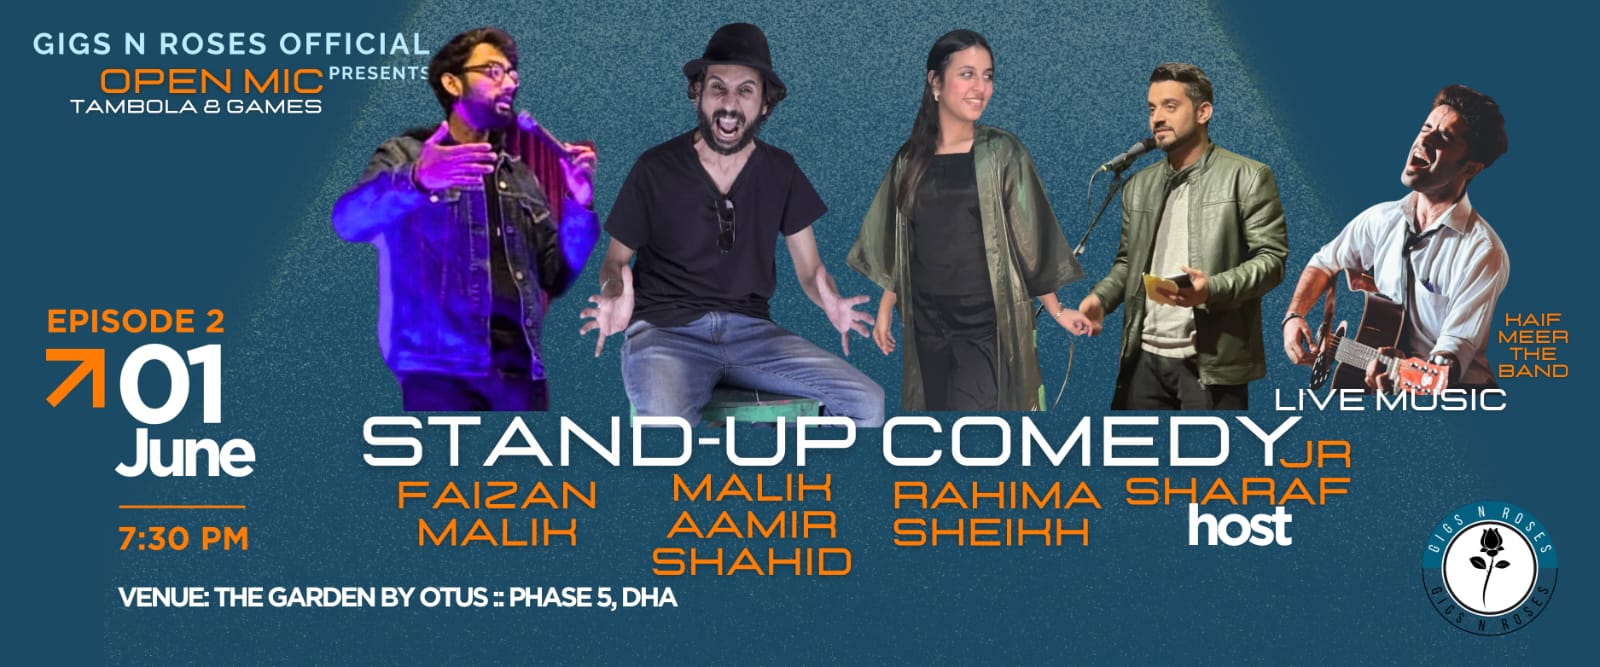 GIGS N ROSES OFFICIAL
OPEN MIC PRESENTS
TAMBOLA & GAMES
EPISODE 2
01
June
7:30 PM
VENUE: THE GARDEN BY OTUS :: PHASE 5, DHA
STAND-UP COMEDY
FAIZAN
MALIK
MALIK
AAMIR
SHAHID
RAHIMA
SHEIKH
JR
SHARAF
host
LIVE MUSIC
KAIF
MEER
THE
BAND
GIGS N ROSES
GIGS N ROSES